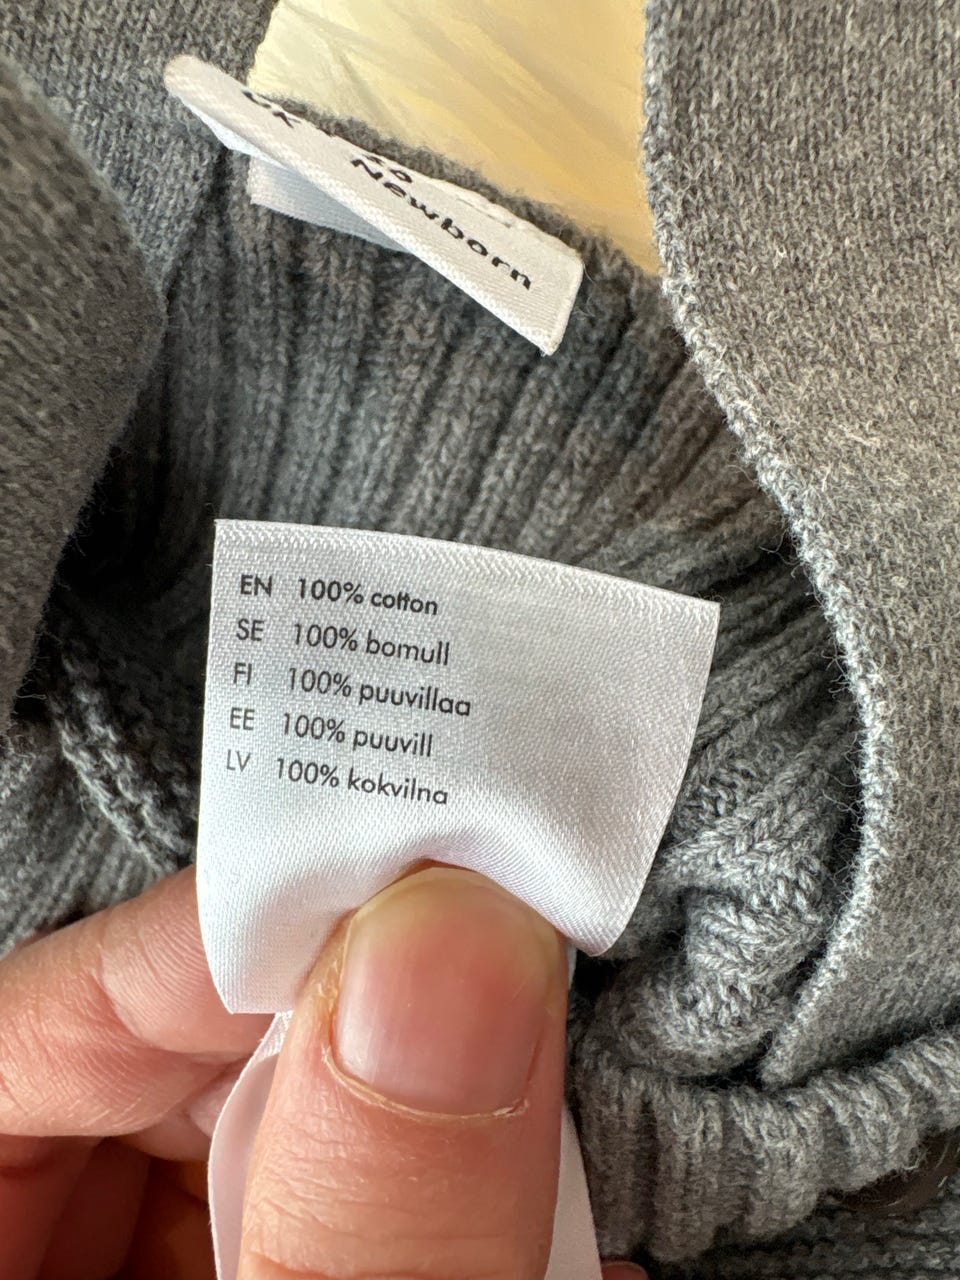 Newborn
EN 100% cotton
SE 100% bomull
FI 100% puuvillaa
EE 100% puuvill
LV 100% kokvilna